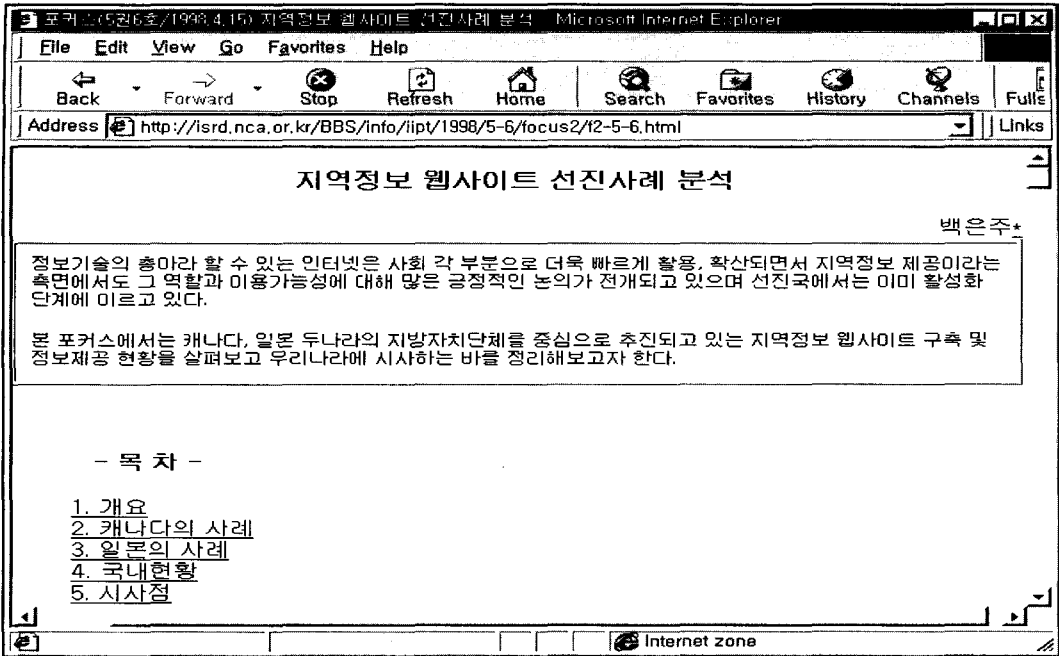 포커스(5권6호/1998.4.15) 지역정보 웹사이트 선진사례 분석 - Microsoft Internet Explorer
File Edit View Go Favorites Help
Back Forward Stop Refresh Home Search Favorites History Channels Fulls
Address http://isrd.nca.or.kr/BBS/info/iipt/1998/5-6/focus2/f2-5-6.html Links
지역정보 웹사이트 선진사례 분석
백은주*
정보기술의 총아라 할 수 있는 인터넷은 사회 각 부분으로 더욱 빠르게 활용, 확산되면서 지역정보 제공이라는
측면에서도 그 역할과 이용가능성에 대해 많은 긍정적인 논의가 전개되고 있으며 선진국에서는 이미 활성화
단계에 이르고 있다.
본 포커스에서는 캐나다, 일본 두나라의 지방자치단체를 중심으로 추진되고 있는 지역정보 웹사이트 구축 및
정보제공 현황을 살펴보고 우리나라에 시사하는 바를 정리해보고자 한다.
- 목 차 -
1. 개요
2. 캐나다의 사례
3. 일본의 사례
4. 국내현황
5. 시사점
Internet zone